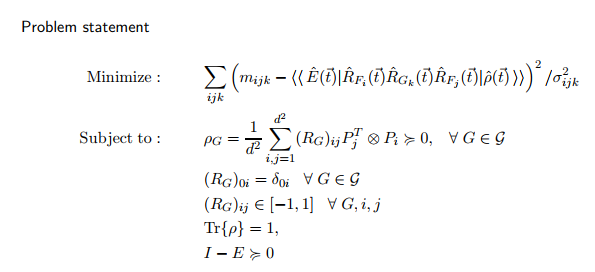 Problem statement
Minimize : ∑_{ijk} (m_{ijk} − ⟨⟨ Ê(t⃗)|R̂_{F_i}(t⃗)R̂_{G_k}(t⃗)R̂_{F_j}(t⃗)|ρ̂(t⃗) ⟩⟩)² /σ²_{ijk}
Subject to : ρ_G = \frac{1}{d²} ∑_{i,j=1}^{d²} (R_G)_{ij} P_j^T ⊗ P_i ≽ 0, ∀ G ∈ 𝒢
(R_G)_{0i} = δ_{0i} ∀ G ∈ 𝒢
(R_G)_{ij} ∈ [−1, 1] ∀ G, i, j
Tr{ρ} = 1,
I − E ≽ 0